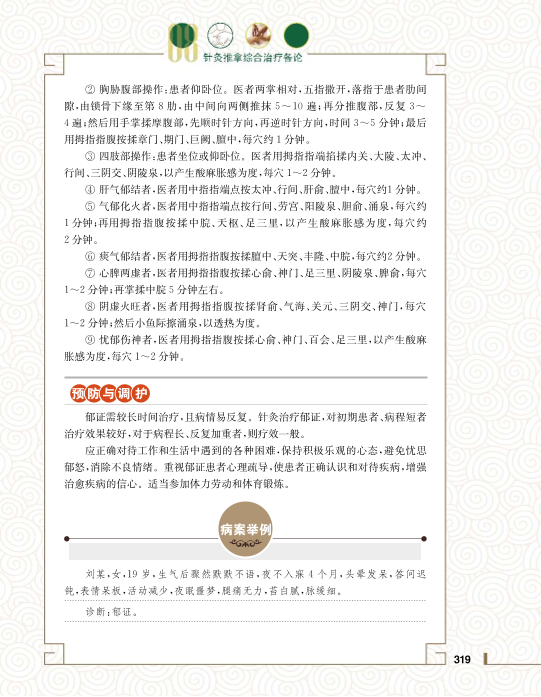 08
针灸推拿综合治疗各论
② 胸胁腹部操作:患者仰卧位。医者两掌相对,五指撒开,落指于患者肋间
隙,由锁骨下缘至第 8 肋,由中间向两侧推抹 5～10 遍;再分推腹部,反复 3～
4 遍;然后用手掌揉摩腹部,先顺时针方向,再逆时针方向,时间 3～5 分钟;最后
用拇指指腹按揉章门、期门、巨阙、膻中,每穴约 1 分钟。
③ 四肢部操作:患者坐位或仰卧位。医者用拇指指端掐揉内关、大陵、太冲、
行间、三阴交、阴陵泉,以产生酸麻胀感为度,每穴 1～2 分钟。
④ 肝气郁结者,医者用中指指端点按太冲、行间、肝俞、膻中,每穴约1 分钟。
⑤ 气郁化火者,医者用中指指端点按行间、劳宫、阳陵泉、胆俞、涌泉,每穴约
1 分钟;再用拇指指腹按揉中脘、天枢、足三里,以产生酸麻胀感为度,每穴约
2 分钟。
⑥ 痰气郁结者,医者用拇指指腹按揉膻中、天突、丰隆、中脘,每穴约2 分钟。
⑦ 心脾两虚者,医者用拇指指腹按揉心俞、神门、足三里、阴陵泉、脾俞,每穴
1～2 分钟;再掌揉中脘 5 分钟左右。
⑧ 阴虚火旺者,医者用拇指指腹按揉肾俞、气海、关元、三阴交、神门,每穴
1～2 分钟;然后小鱼际擦涌泉,以透热为度。
⑨ 忧郁伤神者,医者用拇指指腹按揉心俞、神门、百会、足三里,以产生酸麻
胀感为度,每穴 1～2 分钟。
预防与调护
郁证需较长时间治疗,且病情易反复。针灸治疗郁证,对初期患者、病程短者
治疗效果较好,对于病程长、反复加重者,则疗效一般。
应正确对待工作和生活中遇到的各种困难,保持积极乐观的心态,避免忧思
郁怒,消除不良情绪。重视郁证患者心理疏导,使患者正确认识和对待疾病,增强
治愈疾病的信心。适当参加体力劳动和体育锻炼。
病案举例
刘某,女,19 岁,生气后骤然默默不语,夜不入寐 4 个月,头晕发呆,答问迟
钝,表情呆板,活动减少,夜眠噩梦,腿痛无力,苔白腻,脉缓细。
诊断:郁证。
319